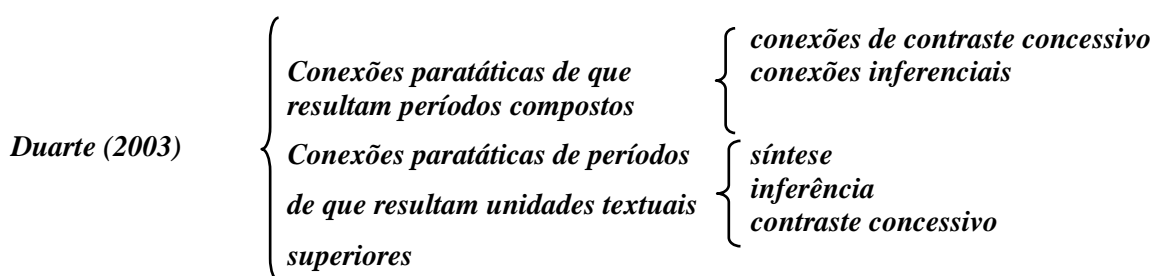 Duarte (2003)
Conexões paratáticas de que
resultam períodos compostos
conexões de contraste concessivo
conexões inferenciais
Conexões paratáticas de períodos
de que resultam unidades textuais
superiores
síntese
inferência
contraste concessivo